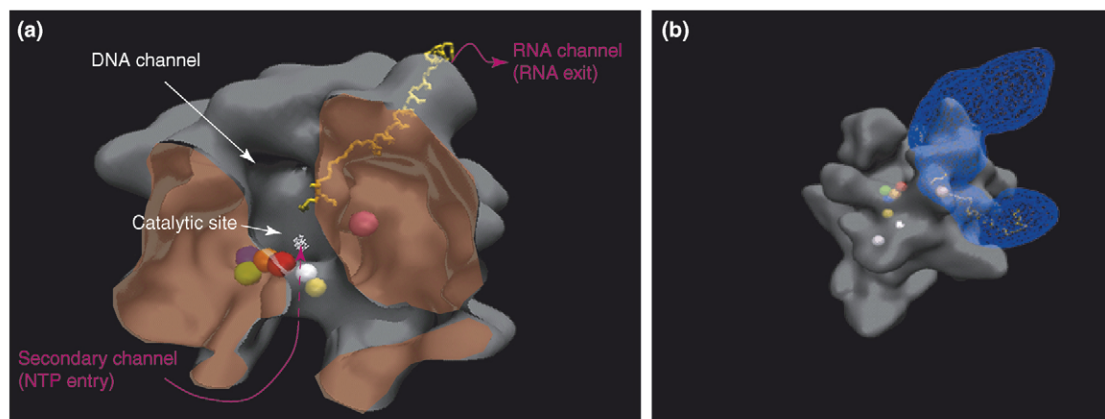 (a)
DNA channel
RNA channel
(RNA exit)
Catalytic site
Secondary channel
(NTP entry)
(b)